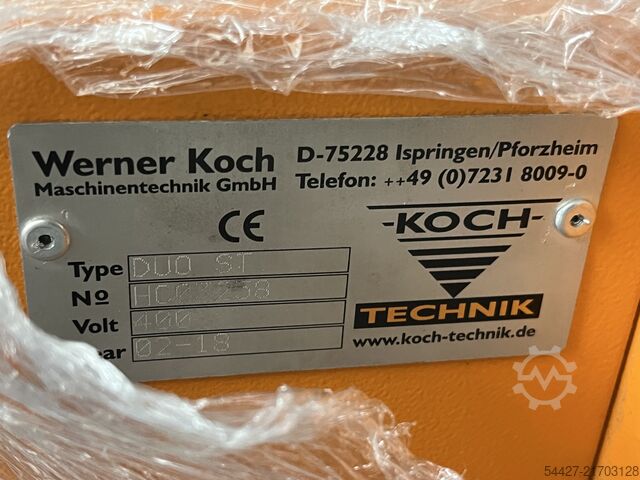 Werner Koch
Maschinentechnik GmbH
D-75228 Ispringen/Pforzheim
Telefon: ++49 (0)7231 8009-0
CE
KOCH-
TECHNIK
www.koch-technik.de
Type DUO ST
Nº
Volt 400
02-18
54427-21703128